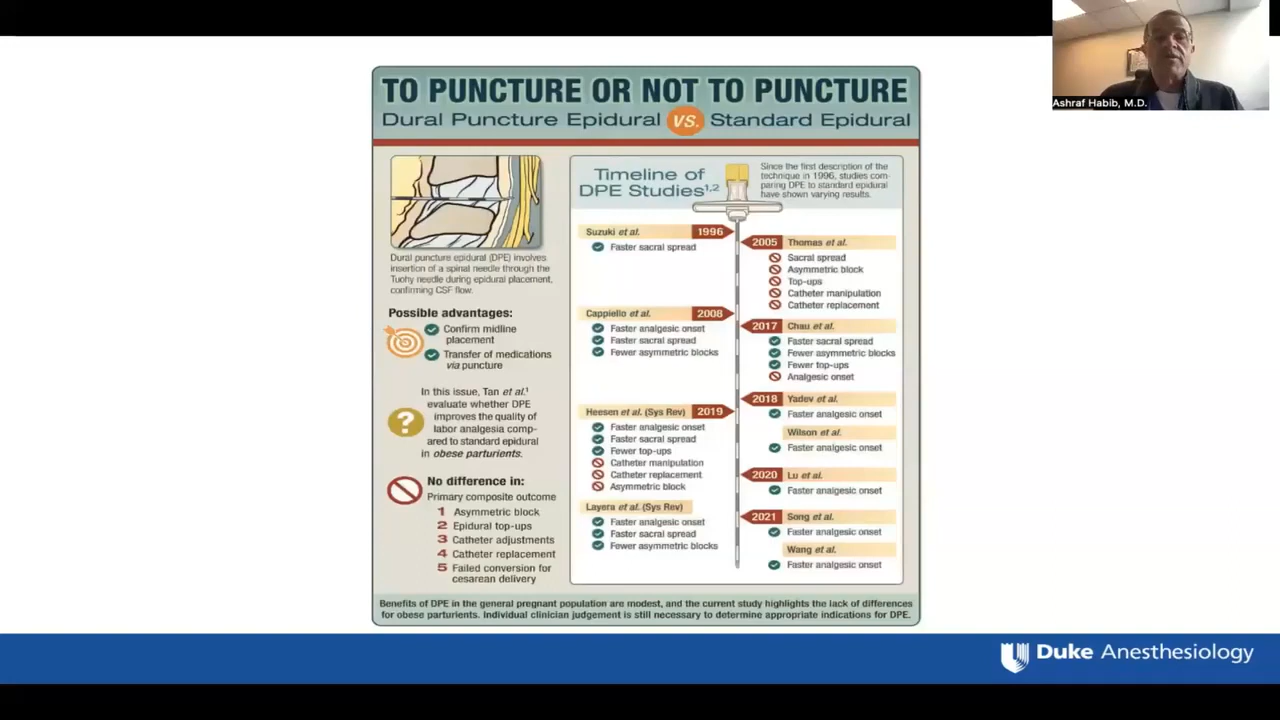 Ashraf Habib, M.D.
TO PUNCTURE OR NOT TO PUNCTURE
Dural Puncture Epidural VS. Standard Epidural
Dural puncture epidural (DPE) involves
insertion of a spinal needle through the
Tuohy needle during epidural placement,
confirming CSF flow.
Possible advantages:
Confirm midline
placement
Transfer of medications
via puncture
In this issue, Tan et al.¹
evaluate whether DPE
improves the quality of
labor analgesia comp-
ared to standard epidural
in obese parturients.
No difference in:
Primary composite outcome
1 Asymmetric block
2 Epidural top-ups
3 Catheter adjustments
4 Catheter replacement
5 Failed conversion for
cesarean delivery
Timeline of
DPE Studies¹,²
Since the first description of the
technique in 1996, studies com-
paring DPE to standard epidural
have shown varying results.
Suzuki et al. 1996
Faster sacral spread
2005 Thomas et al.
Sacral spread
Asymmetric block
Top-ups
Catheter manipulation
Catheter replacement
Cappiello et al. 2008
Faster analgesic onset
Faster sacral spread
Fewer asymmetric blocks
2017 Chau et al.
Faster sacral spread
Fewer asymmetric blocks
Fewer top-ups
Analgesic onset
2018 Yadav et al.
Faster analgesic onset
Wilson et al.
Faster analgesic onset
Heesen et al. (Sys Rev) 2019
Faster analgesic onset
Faster sacral spread
Fewer top-ups
Catheter manipulation
Catheter replacement
Asymmetric block
Layera et al. (Sys Rev)
Faster analgesic onset
Faster sacral spread
Fewer asymmetric blocks
2020 Lu et al.
Faster analgesic onset
2021 Song et al.
Faster analgesic onset
Wang et al.
Faster analgesic onset
Benefits of DPE in the general pregnant population are modest, and the current study highlights the lack of differences
for obese parturients. Individual clinician judgement is still necessary to determine appropriate indications for DPE.
Duke Anesthesiology